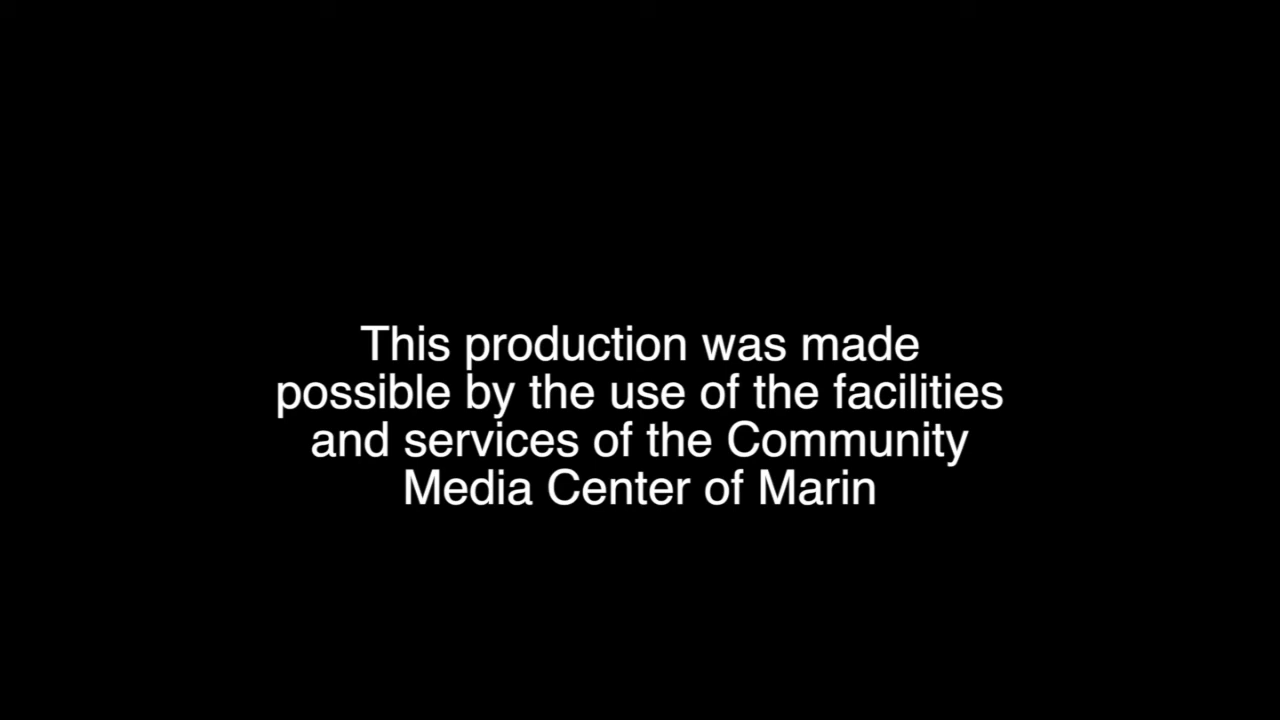 This production was made
possible by the use of the facilities
and services of the Community
Media Center of Marin